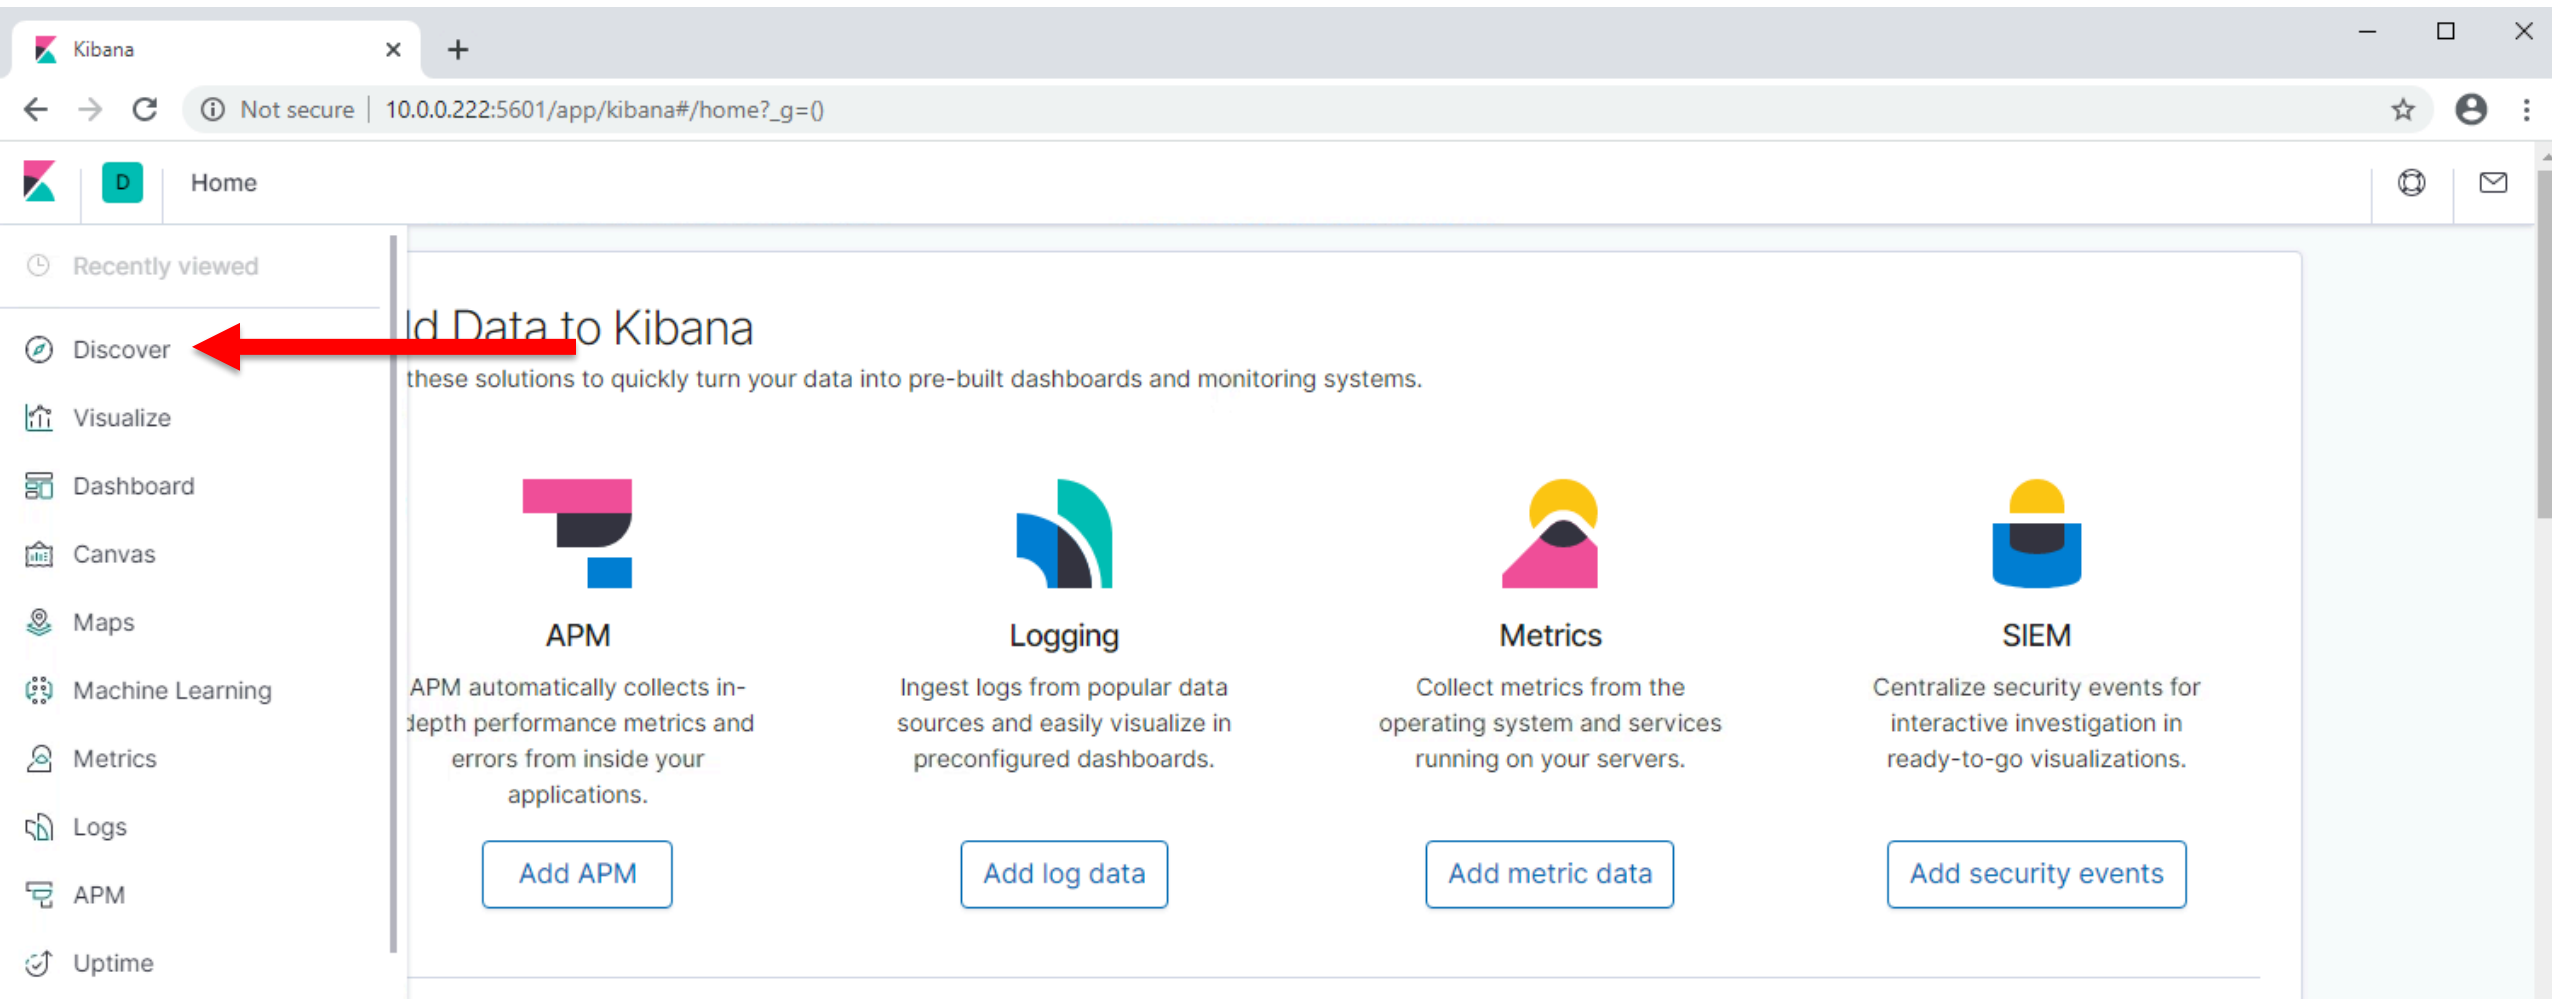 Kibana
Not secure | 10.0.0.222:5601/app/kibana#/home?_g=()
D
Home
Recently viewed
Discover
Visualize
Dashboard
Canvas
Maps
Machine Learning
Metrics
Logs
APM
Uptime
ld Data to Kibana
these solutions to quickly turn your data into pre-built dashboards and monitoring systems.
APM
APM automatically collects in-
depth performance metrics and
errors from inside your
applications.
Add APM
Logging
Ingest logs from popular data
sources and easily visualize in
preconfigured dashboards.
Add log data
Metrics
Collect metrics from the
operating system and services
running on your servers.
Add metric data
SIEM
Centralize security events for
interactive investigation in
ready-to-go visualizations.
Add security events